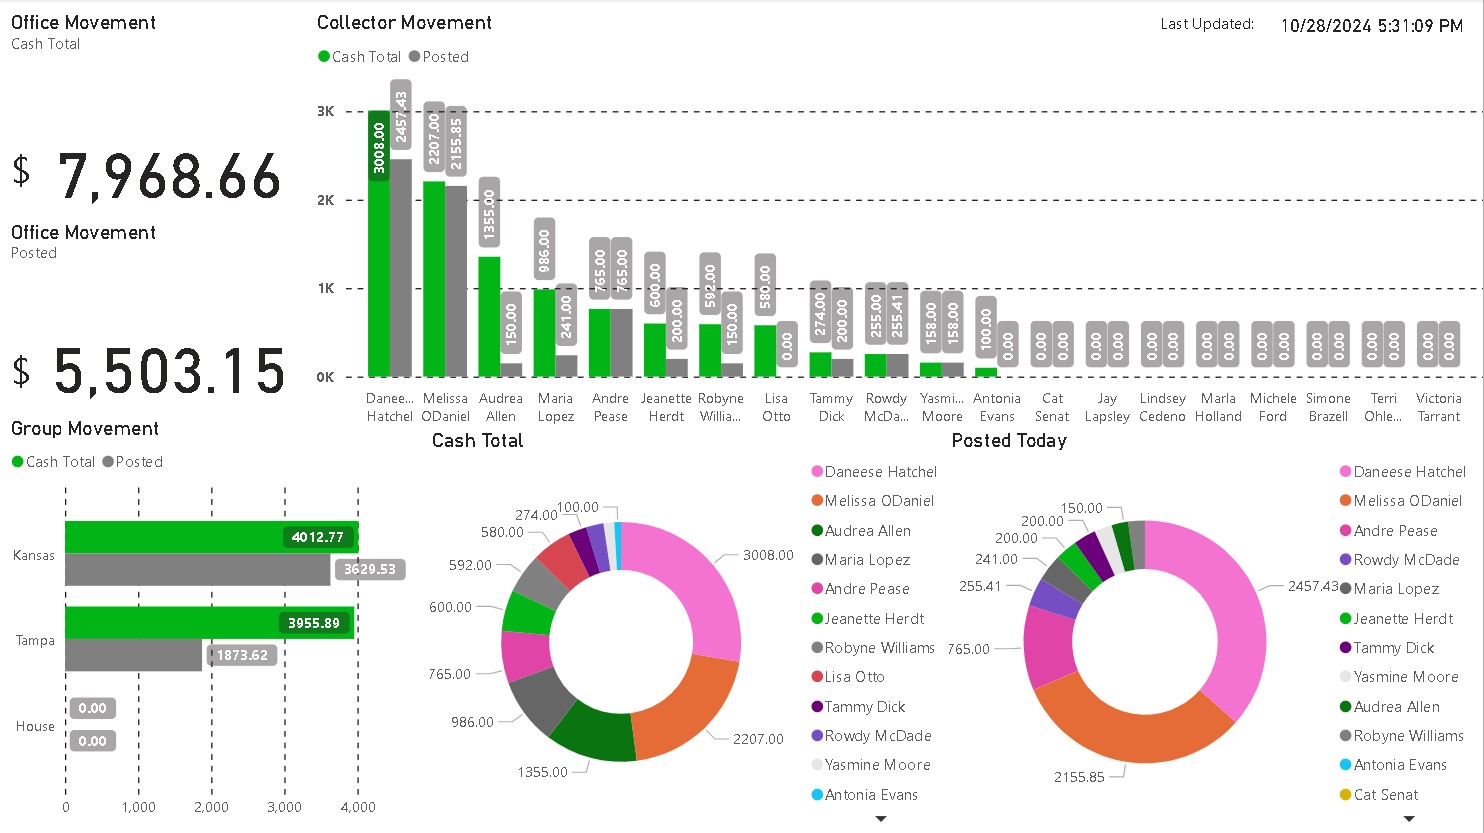 Office Movement
Cash Total
$ 7,968.66
Office Movement
Posted
$ 5,503.15
Collector Movement
Cash Total Posted
Last Updated: 10/28/2024 5:31:09 PM
3K
2K
1K
0K
3008.00 2457.43
2207.00 2155.85
1355.00 150.00
986.00 241.00
765.00 765.00
600.00 200.00
592.00 150.00
580.00 0.00
274.00 200.00
255.00 255.41
158.00 158.00
100.00 0.00
0.00 0.00
0.00 0.00
0.00 0.00
0.00 0.00
0.00 0.00
0.00 0.00
0.00 0.00
0.00 0.00
Danee... Hatchel
Melissa ODaniel
Audrea Allen
Maria Lopez
Andre Pease
Jeanette Herdt
Robyne Willia...
Lisa Otto
Tammy Dick
Rowdy McDa...
Yasmi... Moore
Antonia Evans
Cat Senat
Jay Lapsley
Lindsey Cedeno
Marla Holland
Michele Ford
Simone Brazell
Terri Ohle...
Victoria Tarrant
Group Movement
Cash Total Posted
Kansas
4012.77
3629.53
Tampa
3955.89
1873.62
House
0.00
0.00
0 1,000 2,000 3,000 4,000
Cash Total
3008.00
2207.00
1355.00
986.00
765.00
600.00
592.00
580.00
274.00
100.00
Daneese Hatchel
Melissa ODaniel
Audrea Allen
Maria Lopez
Andre Pease
Jeanette Herdt
Robyne Williams
Lisa Otto
Tammy Dick
Rowdy McDade
Yasmine Moore
Antonia Evans
Posted Today
2457.43
2155.85
765.00
255.41
241.00
200.00
200.00
150.00
Daneese Hatchel
Melissa ODaniel
Andre Pease
Rowdy McDade
Maria Lopez
Jeanette Herdt
Tammy Dick
Yasmine Moore
Audrea Allen
Robyne Williams
Antonia Evans
Cat Senat